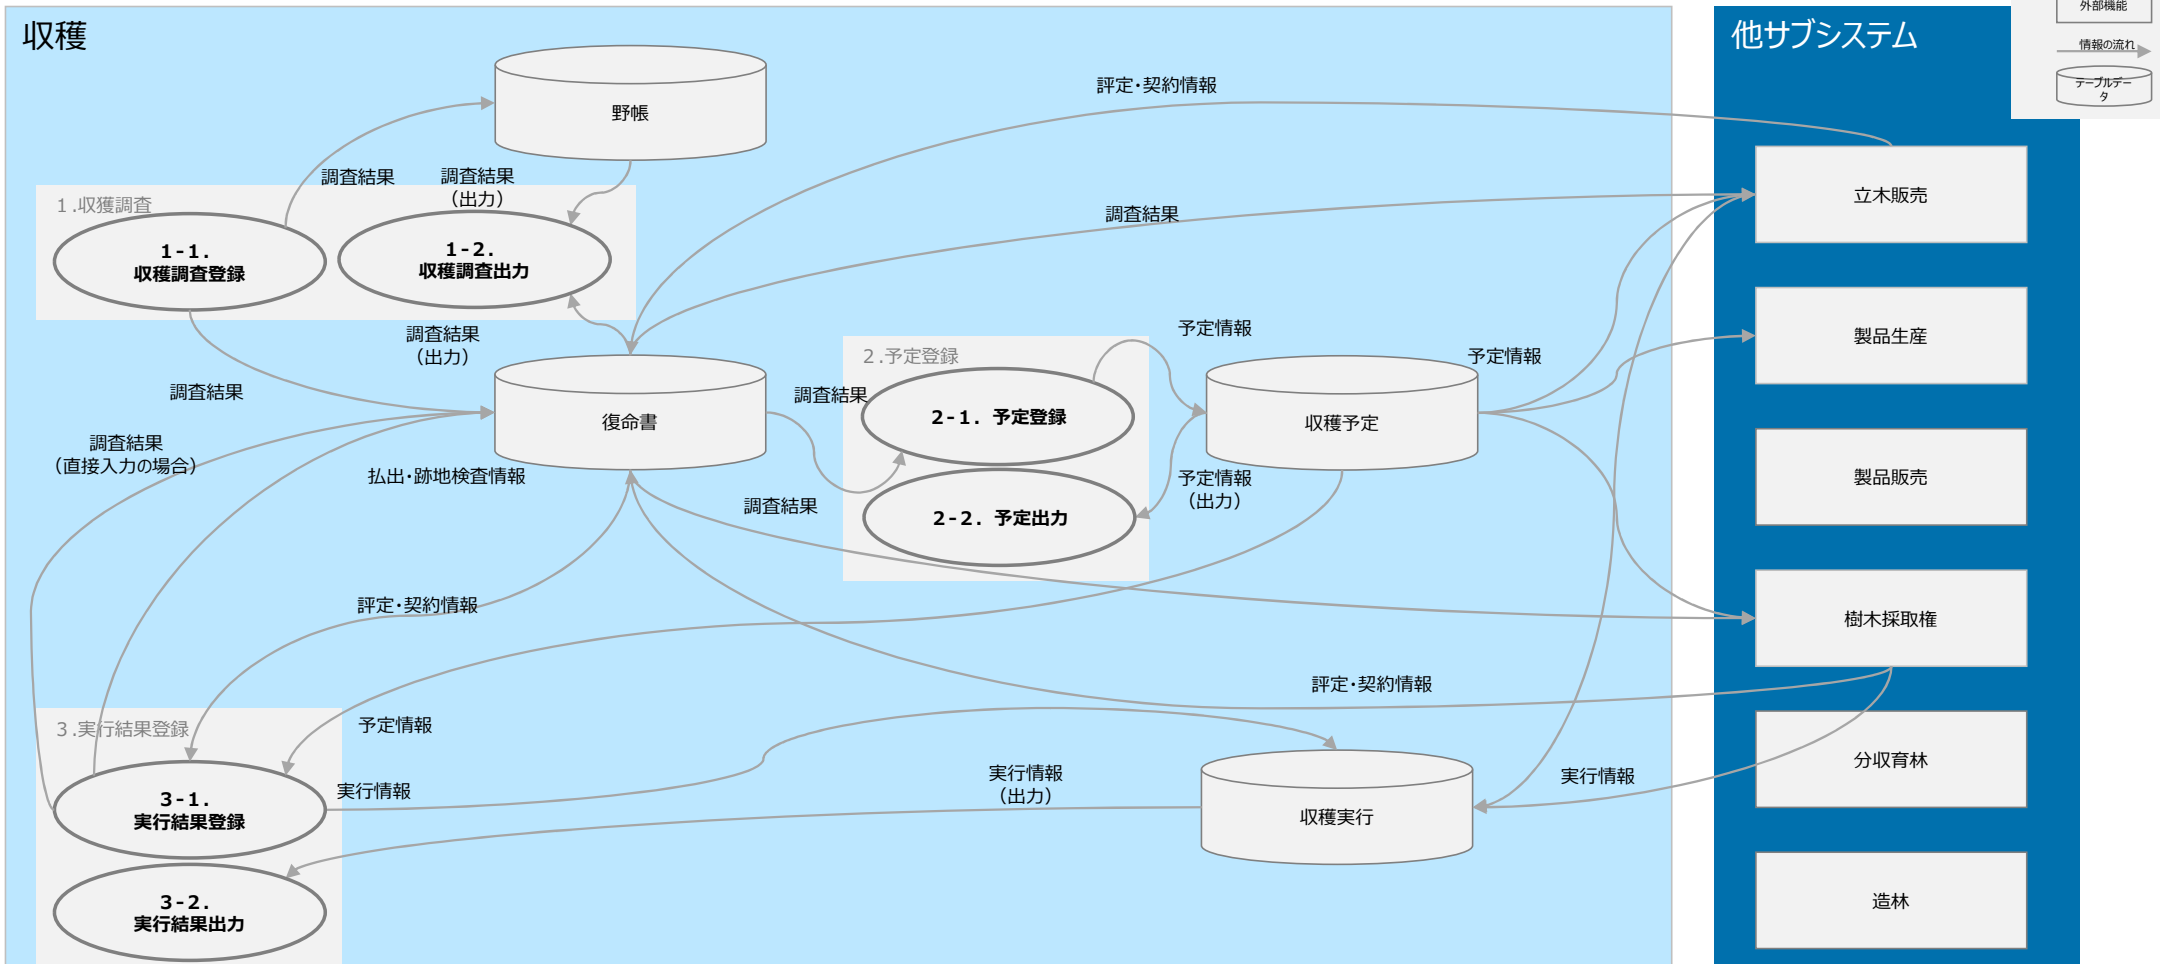 収穫
他サブシステム
外部機能
情報の流れ
テーブルデー
タ
野帳
評定・契約情報
調査結果
調査結果
（出力）
1.収獲調査
1-1.
収穫調査登録
1-2.
収穫調査出力
調査結果
立木販売
調査結果
（出力）
調査結果
復命書
調査結果
2.予定登録
予定情報
2-1. 予定登録
2-2. 予定出力
収穫予定
予定情報
製品生産
調査結果
（直接入力の場合）
払出・跡地検査情報
調査結果
予定情報
（出力）
製品販売
評定・契約情報
樹木採取権
評定・契約情報
3.実行結果登録
予定情報
3-1.
実行結果登録
実行情報
実行情報
（出力）
収穫実行
実行情報
分収育林
3-2.
実行結果出力
造林